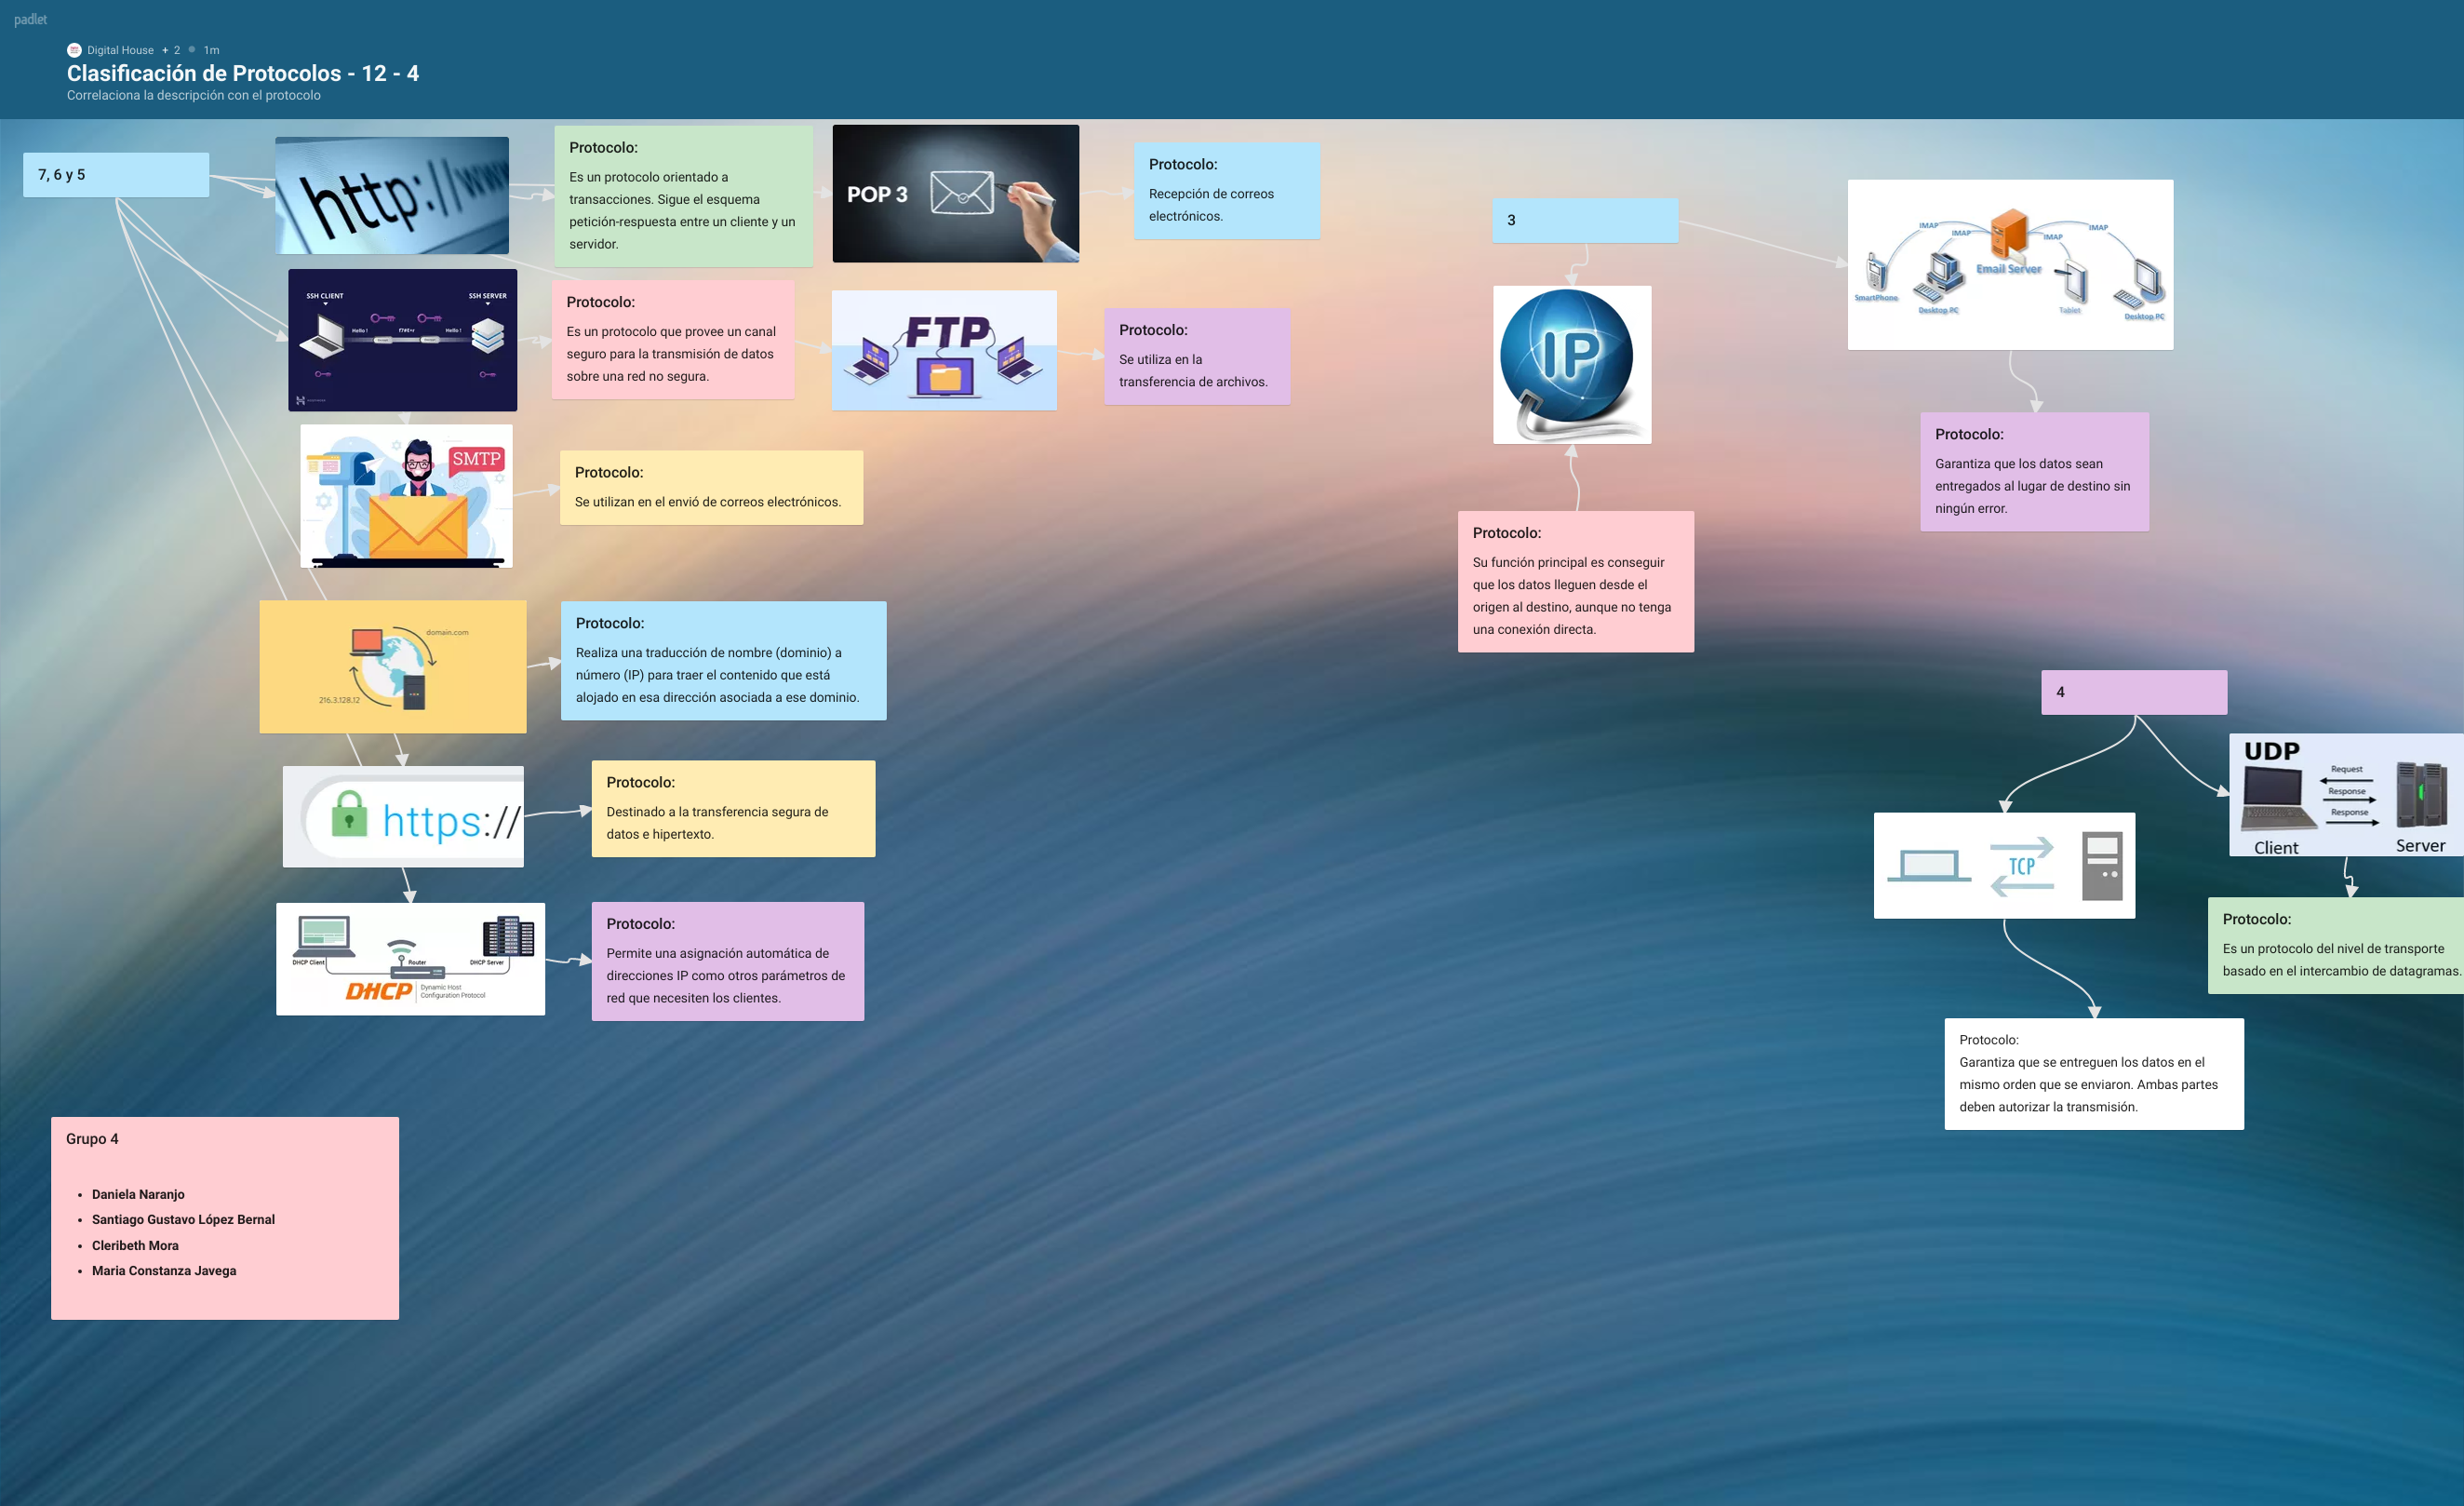 padlet
Digital House + 2 • 1m
Clasificación de Protocolos - 12 - 4
Correlaciona la descripción con el protocolo
7, 6 y 5
http://www
Protocolo:
Es un protocolo orientado a
transacciones. Sigue el esquema
petición-respuesta entre un cliente y un
servidor.
POP 3
Protocolo:
Recepción de correos
electrónicos.
SSH CLIENT
SSH SERVER
Hello !
Hello !
Protocolo:
Es un protocolo que provee un canal
seguro para la transmisión de datos
sobre una red no segura.
FTP
Protocolo:
Se utiliza en la
transferencia de archivos.
SMTP
Protocolo:
Se utilizan en el envió de correos electrónicos.
domain.com
216.3.128.12
Protocolo:
Realiza una traducción de nombre (dominio) a
número (IP) para traer el contenido que está
alojado en esa dirección asociada a ese dominio.
https://
Protocolo:
Destinado a la transferencia segura de
datos e hipertexto.
DHCP Client
Router
DHCP Server
DHCP
Dynamic Host
Configuration Protocol
Protocolo:
Permite una asignación automática de
direcciones IP como otros parámetros de
red que necesiten los clientes.
3
IP
Protocolo:
Su función principal es conseguir
que los datos lleguen desde el
origen al destino, aunque no tenga
una conexión directa.
IMAP
IMAP
IMAP
IMAP
Email Server
SmartPhone
Desktop PC
Tablet
Desktop PC
Protocolo:
Garantiza que los datos sean
entregados al lugar de destino sin
ningún error.
4
UDP
Request
Response
Response
Client
Server
TCP
Protocolo:
Es un protocolo del nivel de transporte
basado en el intercambio de datagramas.
Protocolo:
Garantiza que se entreguen los datos en el
mismo orden que se enviaron. Ambas partes
deben autorizar la transmisión.
Grupo 4
• Daniela Naranjo
• Santiago Gustavo López Bernal
• Cleribeth Mora
• Maria Constanza Javega